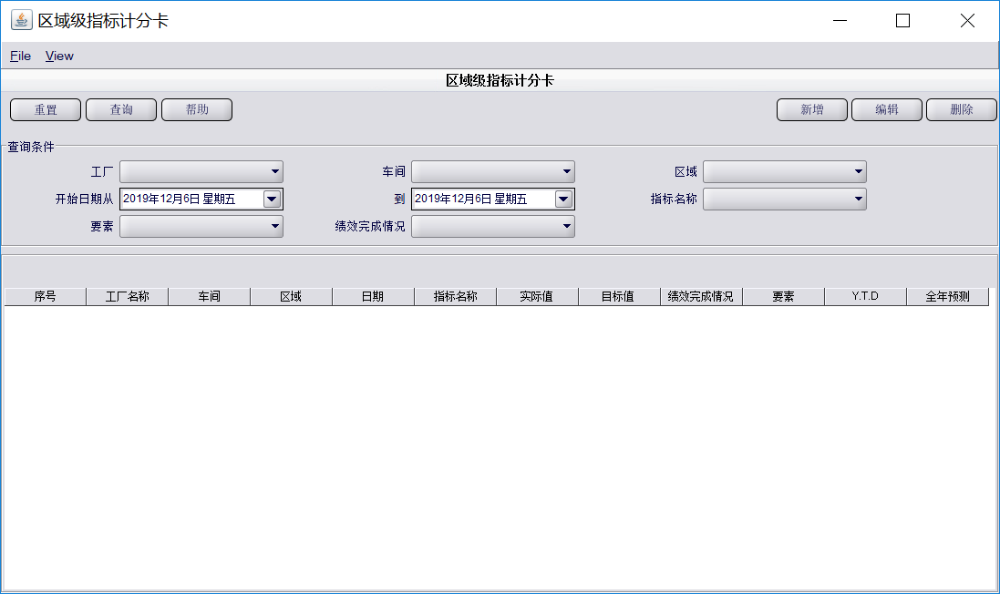 区域级指标计分卡
File View
区域级指标计分卡
重置 查询 帮助 新增 编辑 删除
查询条件
工厂 车间 区域
开始日期从 2019年12月6日 星期五 到 2019年12月6日 星期五 指标名称
要素 绩效完成情况
序号 工厂名称 车间 区域 日期 指标名称 实际值 目标值 绩效完成情况 要素 Y.T.D 全年预测